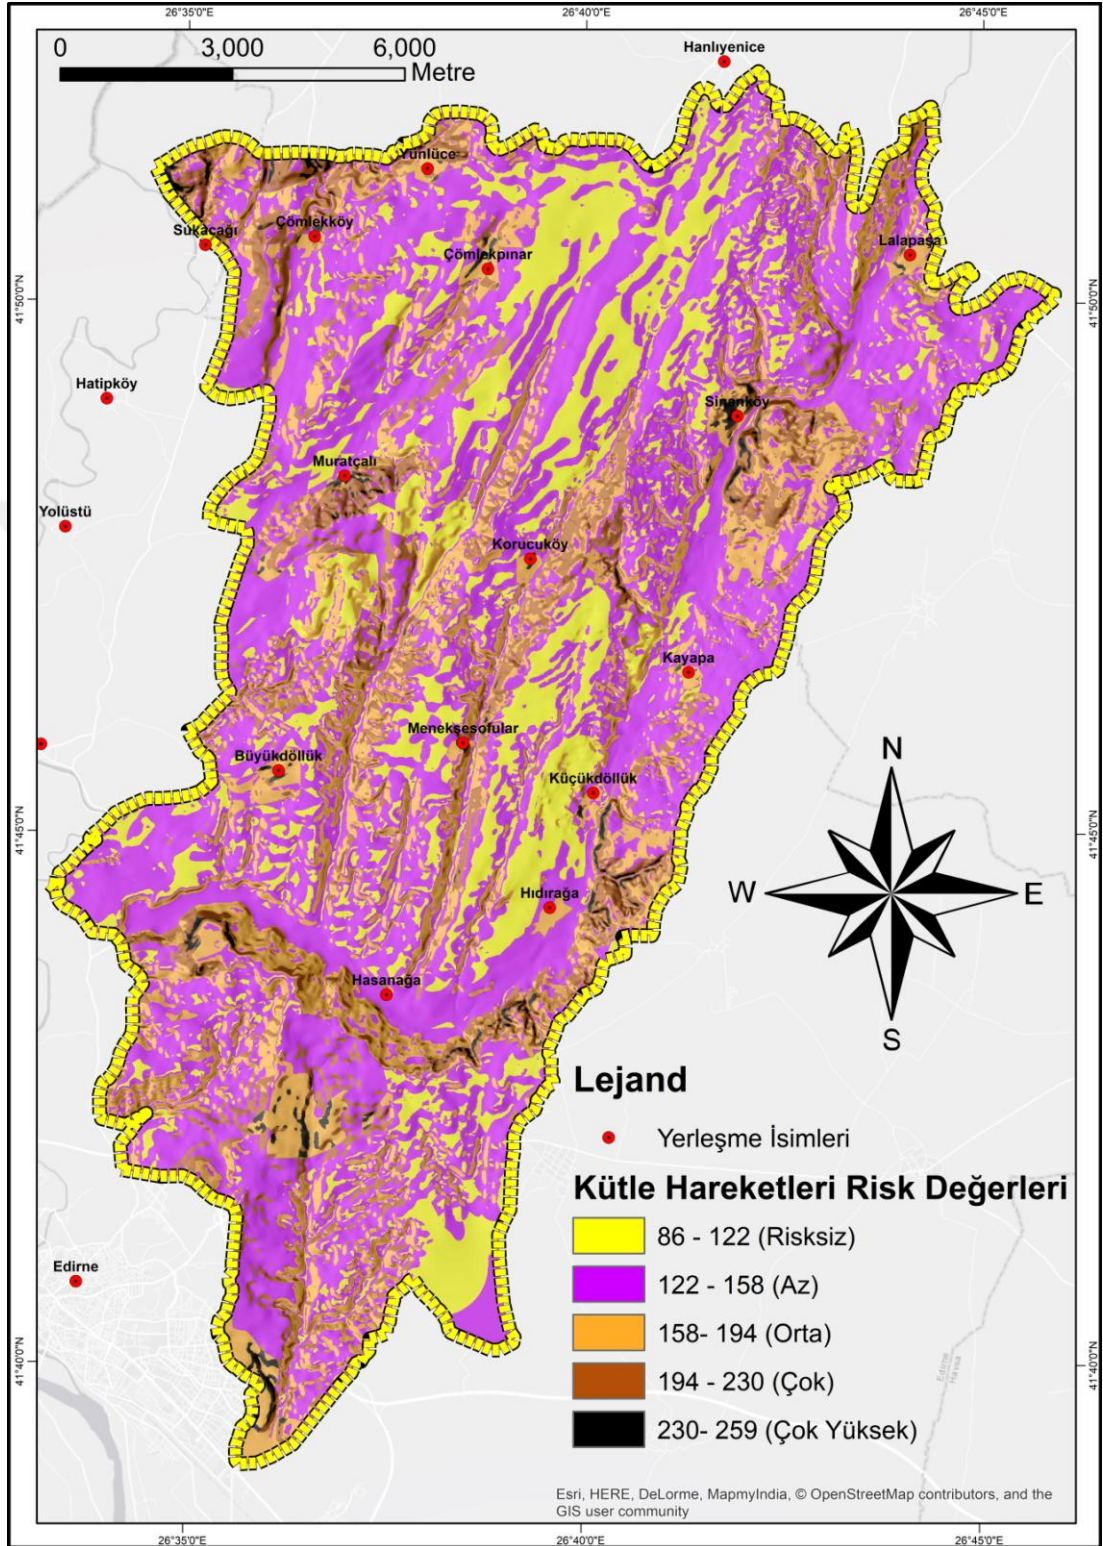 26°35'0"E
26°40'0"E
26°45'0"E
0 3,000 6,000
Metre
Hanlıyenice
Yünlüce
Sukacağı
Çömlekköy
Çömlekpınar
Lalapaşa
41°50'0"N
41°50'0"N
Hatipköy
Sinanköy
Muratçalı
Yolüstü
Korucuköy
Kayapa
Menekşesofular
Büyükdöllük
Küçükdöllük
N
41°45'0"N
41°45'0"N
Hıdırağa
W
E
Hasanağa
S
Lejand
Yerleşme İsimleri
Kütle Hareketleri Risk Değerleri
86 - 122 (Risksiz)
Edirne
122 - 158 (Az)
158- 194 (Orta)
41°40'0"N
41°40'0"N
Edirne
Havsa
194 - 230 (Çok)
230- 259 (Çok Yüksek)
Esri, HERE, DeLorme, MapmyIndia, © OpenStreetMap contributors, and the
GIS user community
26°35'0"E
26°40'0"E
26°45'0"E